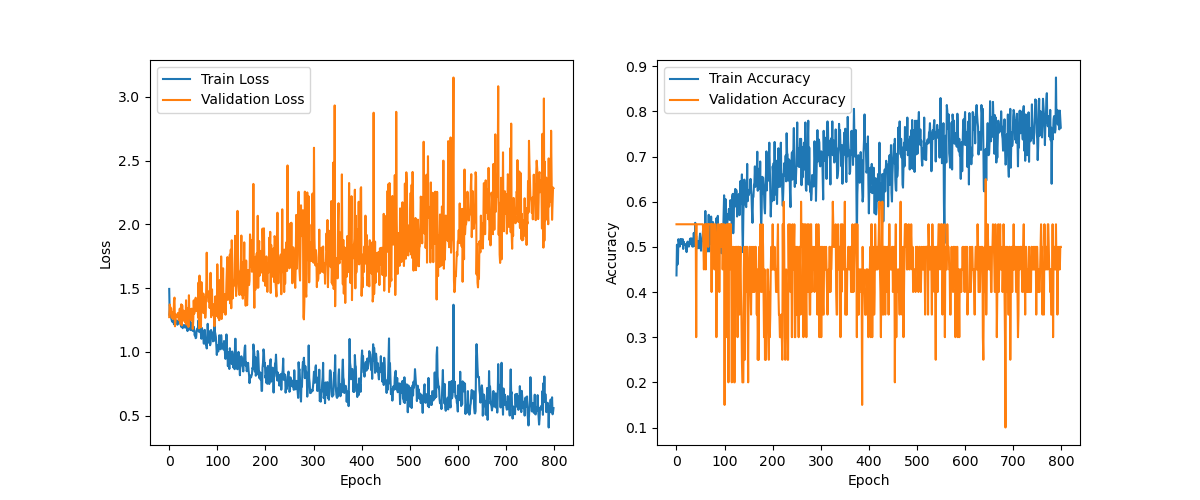 Train Loss
Validation Loss
3.0
2.5
2.0
1.5
1.0
0.5
Loss
0 100 200 300 400 500 600 700 800
Epoch
Train Accuracy
Validation Accuracy
0.9
0.8
0.7
0.6
0.5
0.4
0.3
0.2
0.1
Accuracy
0 100 200 300 400 500 600 700 800
Epoch